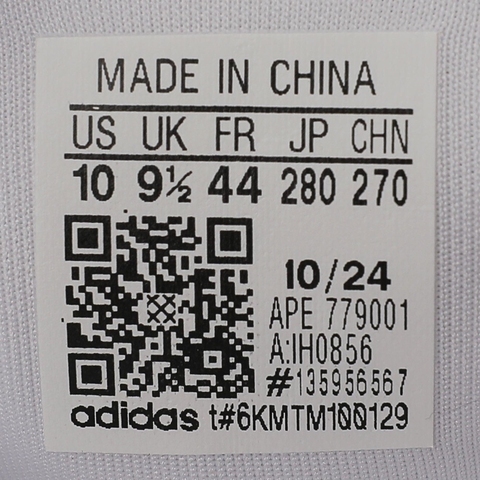 MADE IN CHINA
US UK FR JP CHN
10 9½ 44 280 270
10/24
APE 779001
A:IH0856
#135956567
adidas t#6KMTM100129